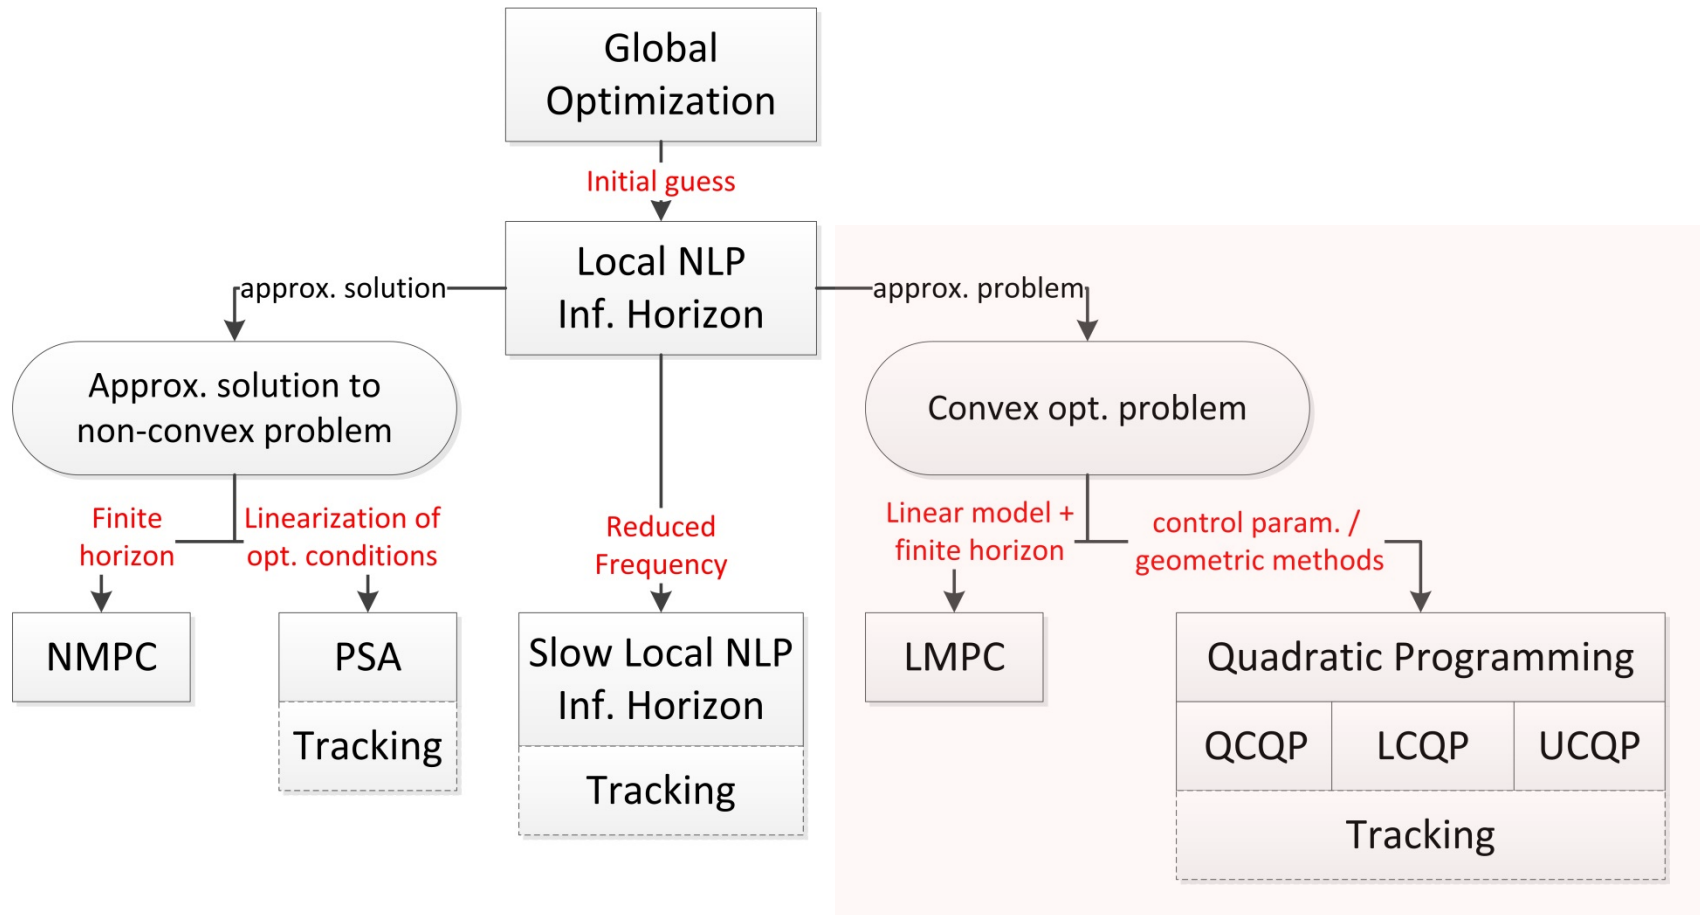 Global
Optimization
Initial guess
Local NLP
Inf. Horizon
approx. solution
approx. problem
Approx. solution to
non-convex problem
Convex opt. problem
Finite
horizon
Linearization of
opt. conditions
Reduced
Frequency
Linear model +
finite horizon
control param. /
geometric methods
NMPC
PSA
Tracking
Slow Local NLP
Inf. Horizon
Tracking
LMPC
Quadratic Programming
QCQP
LCQP
UCQP
Tracking